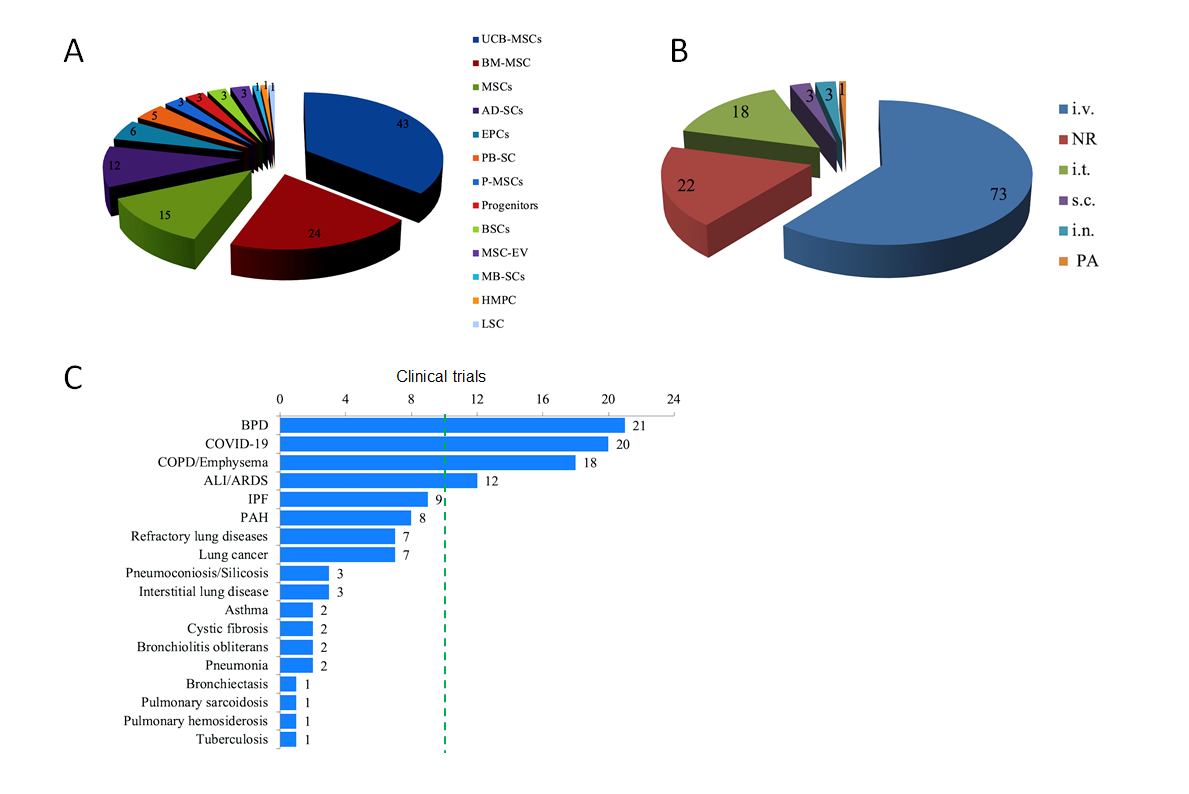 A
43
24
15
12
6
5
3
3
3
3
1
1
1
UCB-MSCs
BM-MSC
MSCs
AD-SCs
EPCs
PB-SC
P-MSCs
Progenitors
BSCs
MSC-EV
MB-SCs
HMPC
LSC
B
73
22
18
3
3
1
i.v.
NR
i.t.
s.c.
i.n.
PA
C
Clinical trials
0 4 8 12 16 20 24
BPD 21
COVID-19 20
COPD/Emphysema 18
ALI/ARDS 12
IPF 9
PAH 8
Refractory lung diseases 7
Lung cancer 7
Pneumoconiosis/Silicosis 3
Interstitial lung disease 3
Asthma 2
Cystic fibrosis 2
Bronchiolitis obliterans 2
Pneumonia 2
Bronchiectasis 1
Pulmonary sarcoidosis 1
Pulmonary hemosiderosis 1
Tuberculosis 1